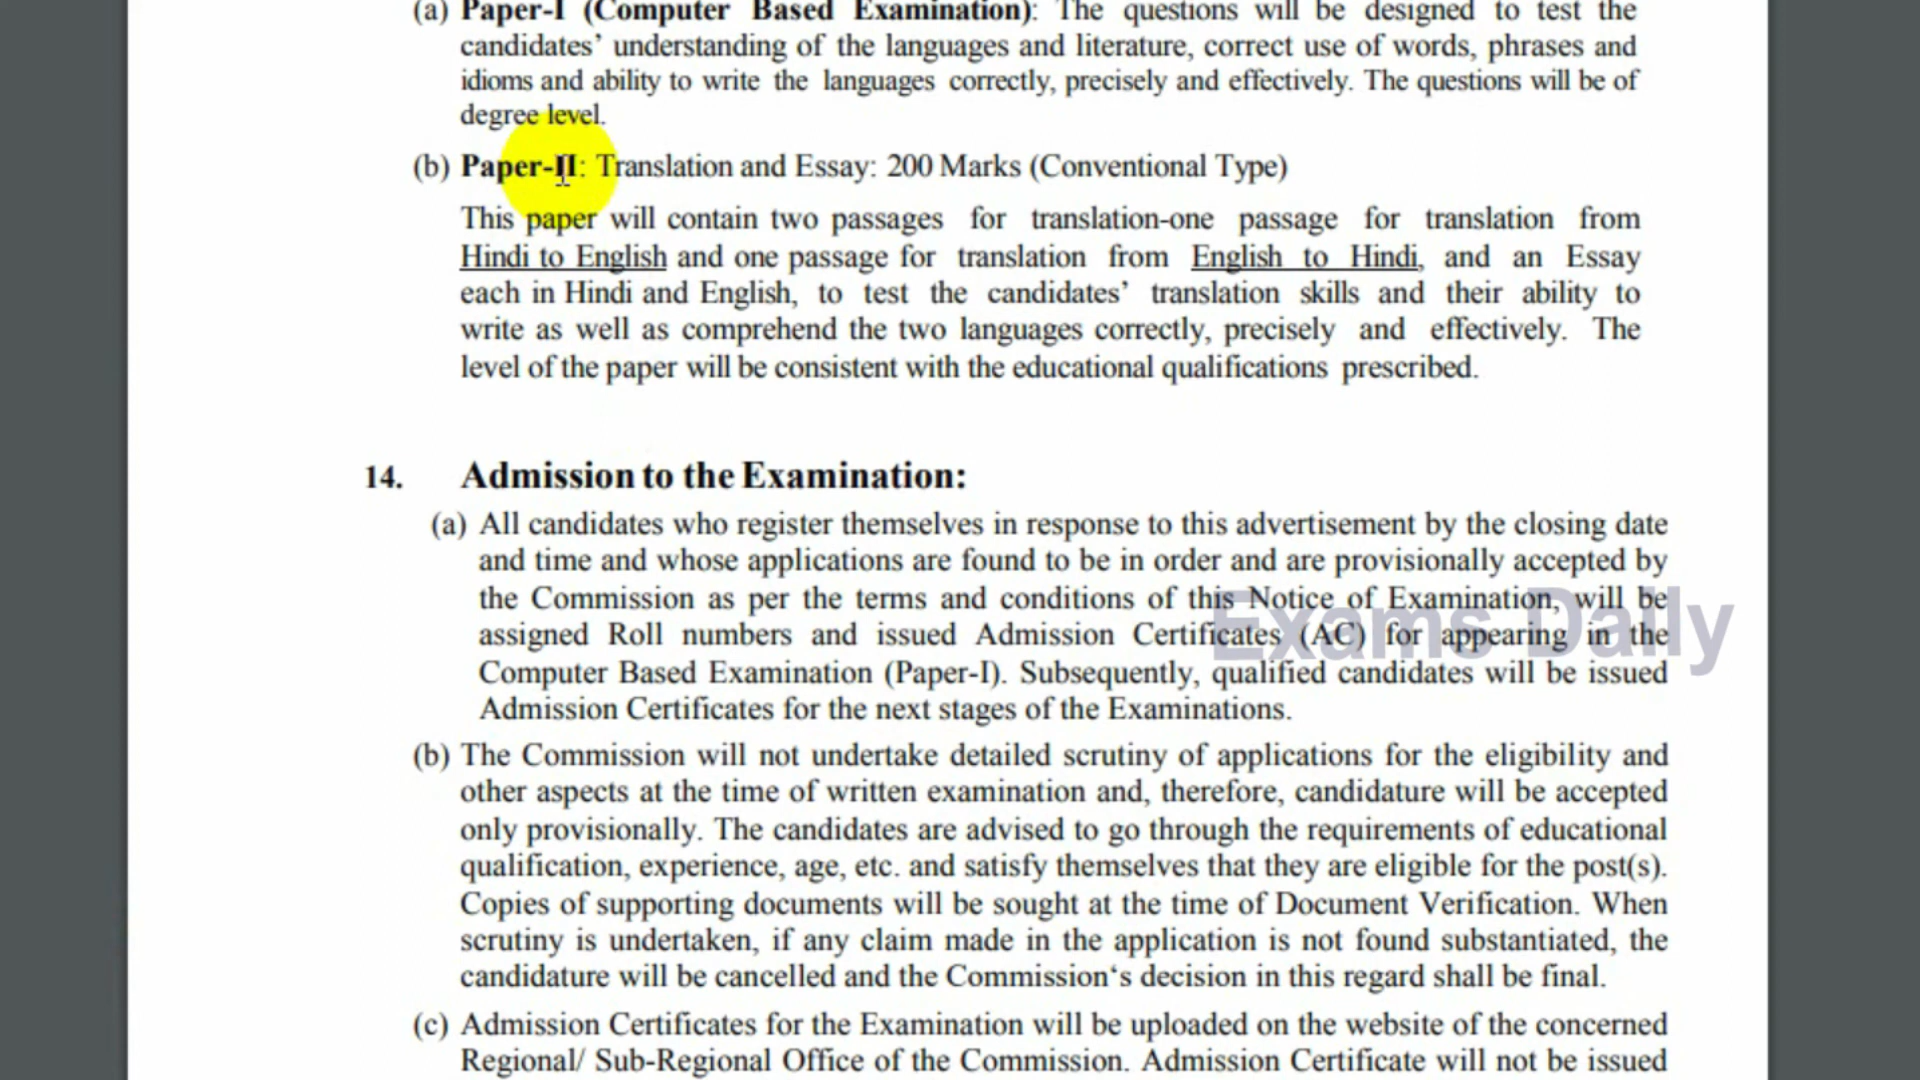 (a) Paper-I (Computer Based Examination): The questions will be designed to test the
candidates’ understanding of the languages and literature, correct use of words, phrases and
idioms and ability to write the languages correctly, precisely and effectively. The questions will be of
degree level.
(b) Paper-II: Translation and Essay: 200 Marks (Conventional Type)
This paper will contain two passages for translation-one passage for translation from
Hindi to English and one passage for translation from English to Hindi, and an Essay
each in Hindi and English, to test the candidates’ translation skills and their ability to
write as well as comprehend the two languages correctly, precisely and effectively. The
level of the paper will be consistent with the educational qualifications prescribed.
14. Admission to the Examination:
(a) All candidates who register themselves in response to this advertisement by the closing date
and time and whose applications are found to be in order and are provisionally accepted by
the Commission as per the terms and conditions of this Notice of Examination, will be
assigned Roll numbers and issued Admission Certificates (AC) for appearing in the
Computer Based Examination (Paper-I). Subsequently, qualified candidates will be issued
Admission Certificates for the next stages of the Examinations.
Exams Daily
(b) The Commission will not undertake detailed scrutiny of applications for the eligibility and
other aspects at the time of written examination and, therefore, candidature will be accepted
only provisionally. The candidates are advised to go through the requirements of educational
qualification, experience, age, etc. and satisfy themselves that they are eligible for the post(s).
Copies of supporting documents will be sought at the time of Document Verification. When
scrutiny is undertaken, if any claim made in the application is not found substantiated, the
candidature will be cancelled and the Commission‘s decision in this regard shall be final.
(c) Admission Certificates for the Examination will be uploaded on the website of the concerned
Regional/ Sub-Regional Office of the Commission. Admission Certificate will not be issued